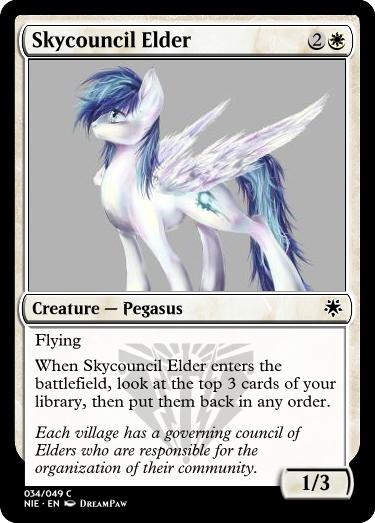 Skycouncil Elder 2
Creature — Pegasus
Flying
When Skycouncil Elder enters the
battlefield, look at the top 3 cards of your
library, then put them back in any order.
Each village has a governing council of
Elders who are responsible for the
organization of their community.
1/3
034/049 C
NIE • EN DreamPaw